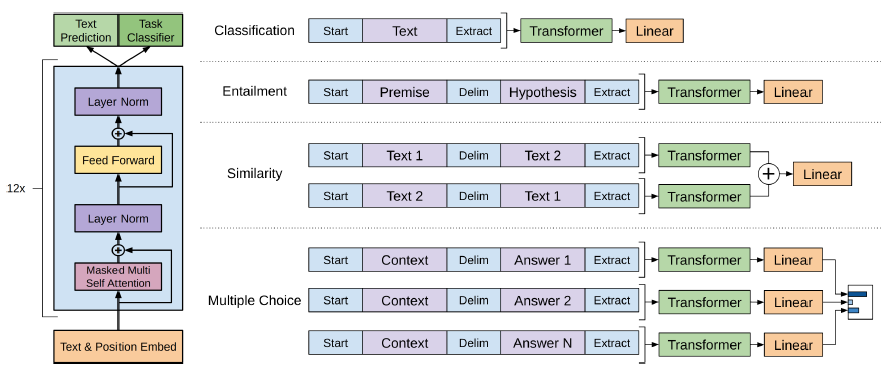 Text
Prediction
Task
Classifier
12x
Layer Norm
Feed Forward
Layer Norm
Masked Multi
Self Attention
Text & Position Embed
Classification Start Text Extract Transformer Linear
Entailment Start Premise Delim Hypothesis Extract Transformer Linear
Similarity
Start Text 1 Delim Text 2 Extract Transformer
Start Text 2 Delim Text 1 Extract Transformer
Linear
Multiple Choice
Start Context Delim Answer 1 Extract Transformer Linear
Start Context Delim Answer 2 Extract Transformer Linear
Start Context Delim Answer N Extract Transformer Linear